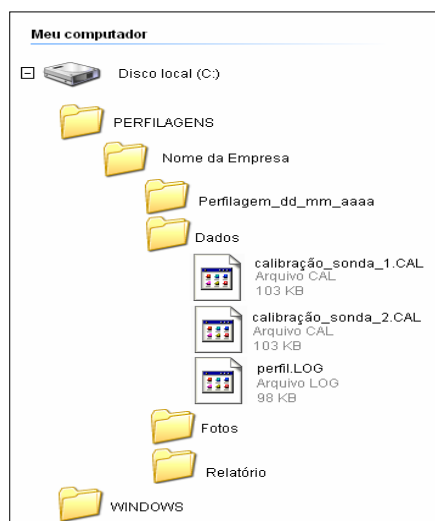 Meu computador
Disco local (C:)
PERFILAGENS
Nome da Empresa
Perfilagem_dd_mm_aaaa
Dados
calibração_sonda_1.CAL
Arquivo CAL
103 KB
calibração_sonda_2.CAL
Arquivo CAL
103 KB
perfil.LOG
Arquivo LOG
98 KB
Fotos
Relatório
WINDOWS